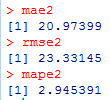 > mae2
[1] 20.97399
> rmse2
[1] 23.33145
> mape2
[1] 2.945391